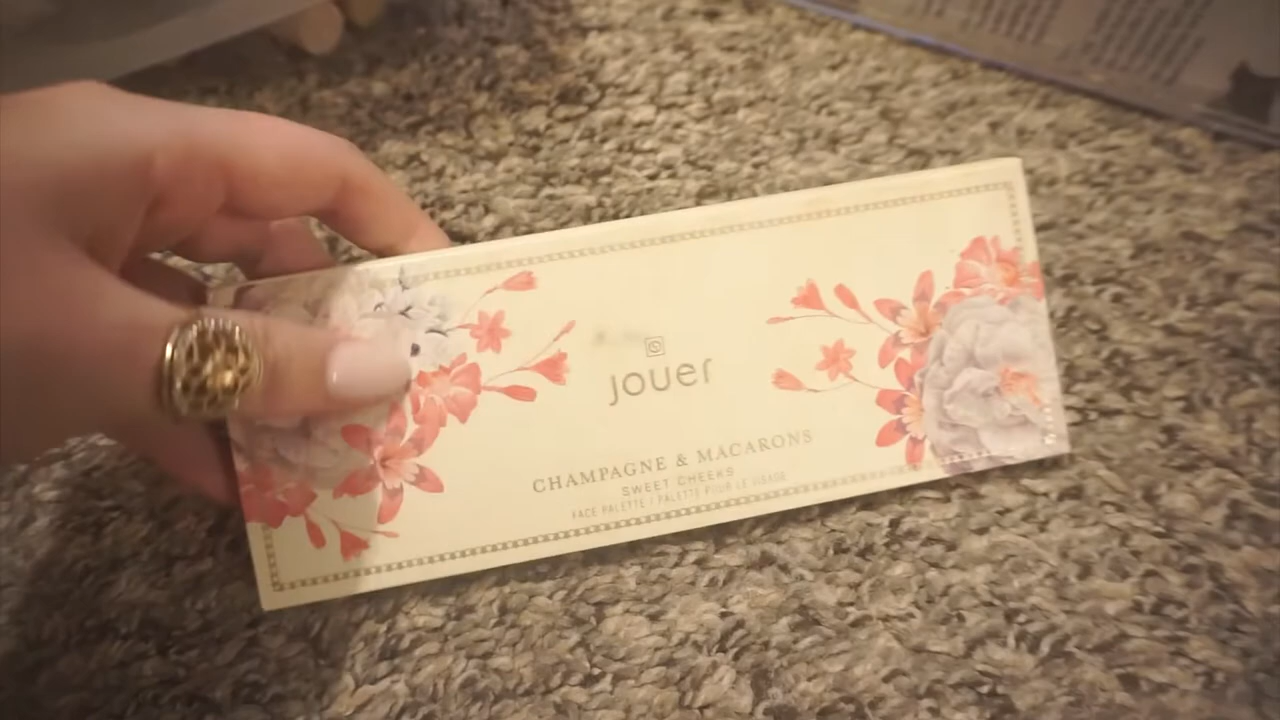 jouer
CHAMPAGNE & MACARONS
SWEET CHEEKS
FACE PALETTE / PALETTE POUR LE VISAGE